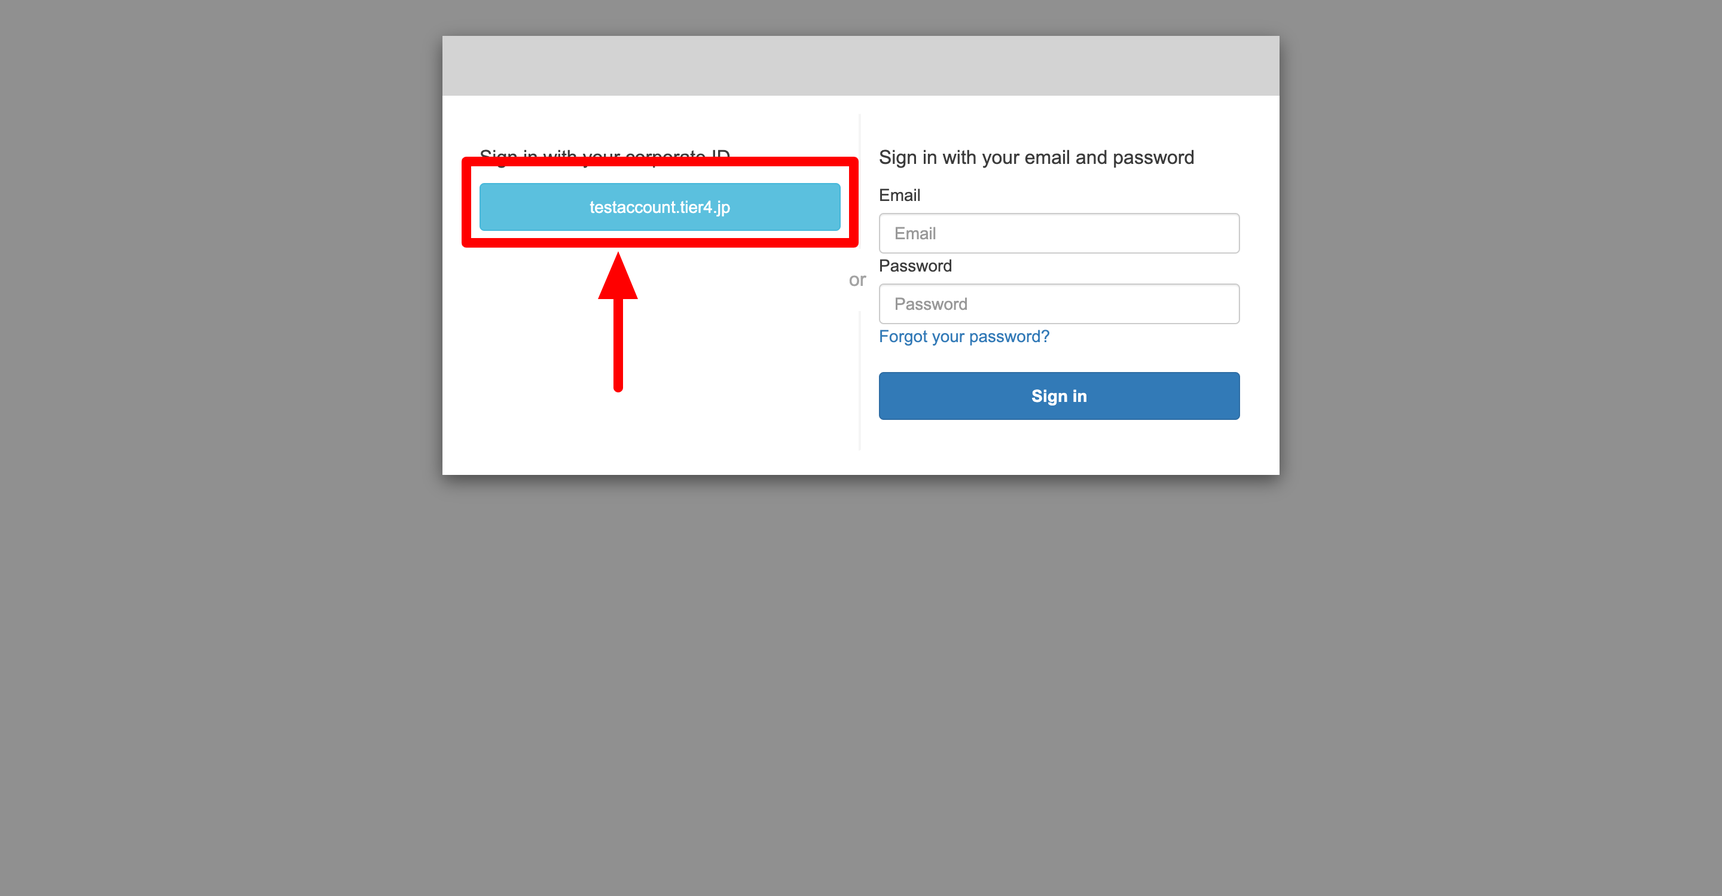 Sign in with your corporate ID
testaccount.tier4.jp
or
Sign in with your email and password
Email
Email
Password
Password
Forgot your password?
Sign in